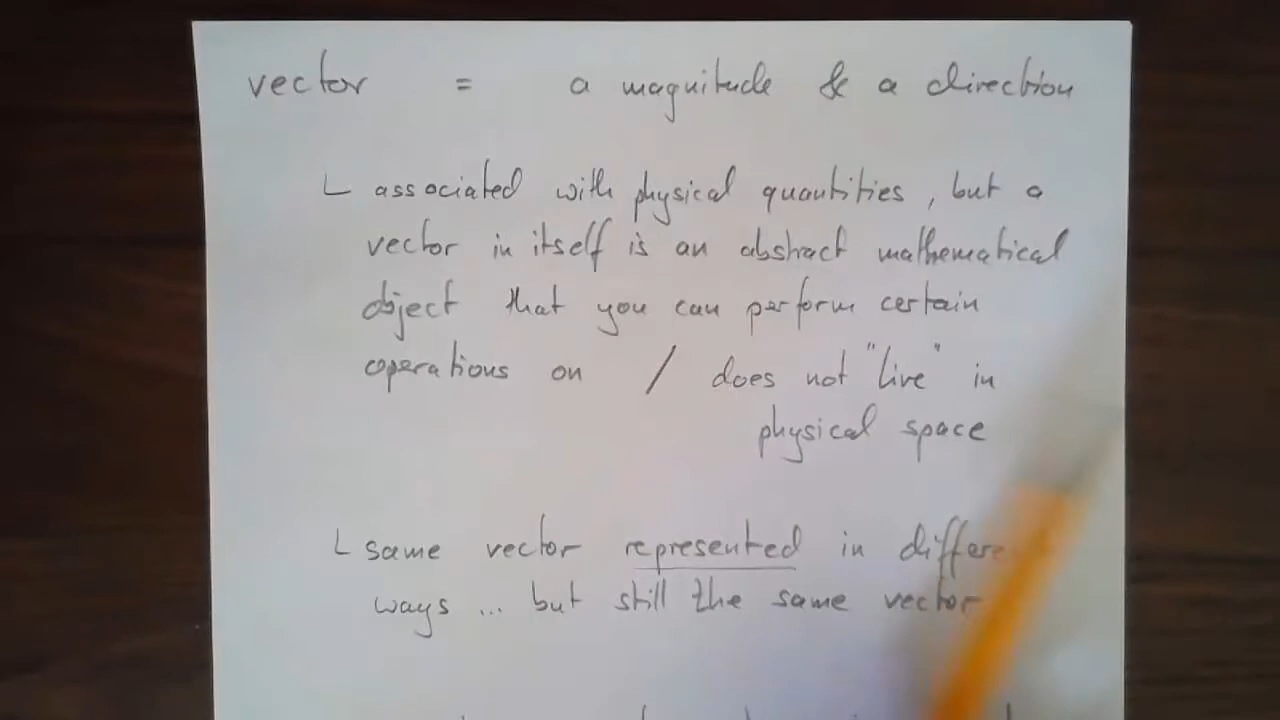 vector = a magnitude & a direction
associated with physical quantities, but a
vector in itself is an abstract mathematical
object that you can perform certain
operations on / does not "live" in
physical space
same vector represented in
ways ... but still the same vector